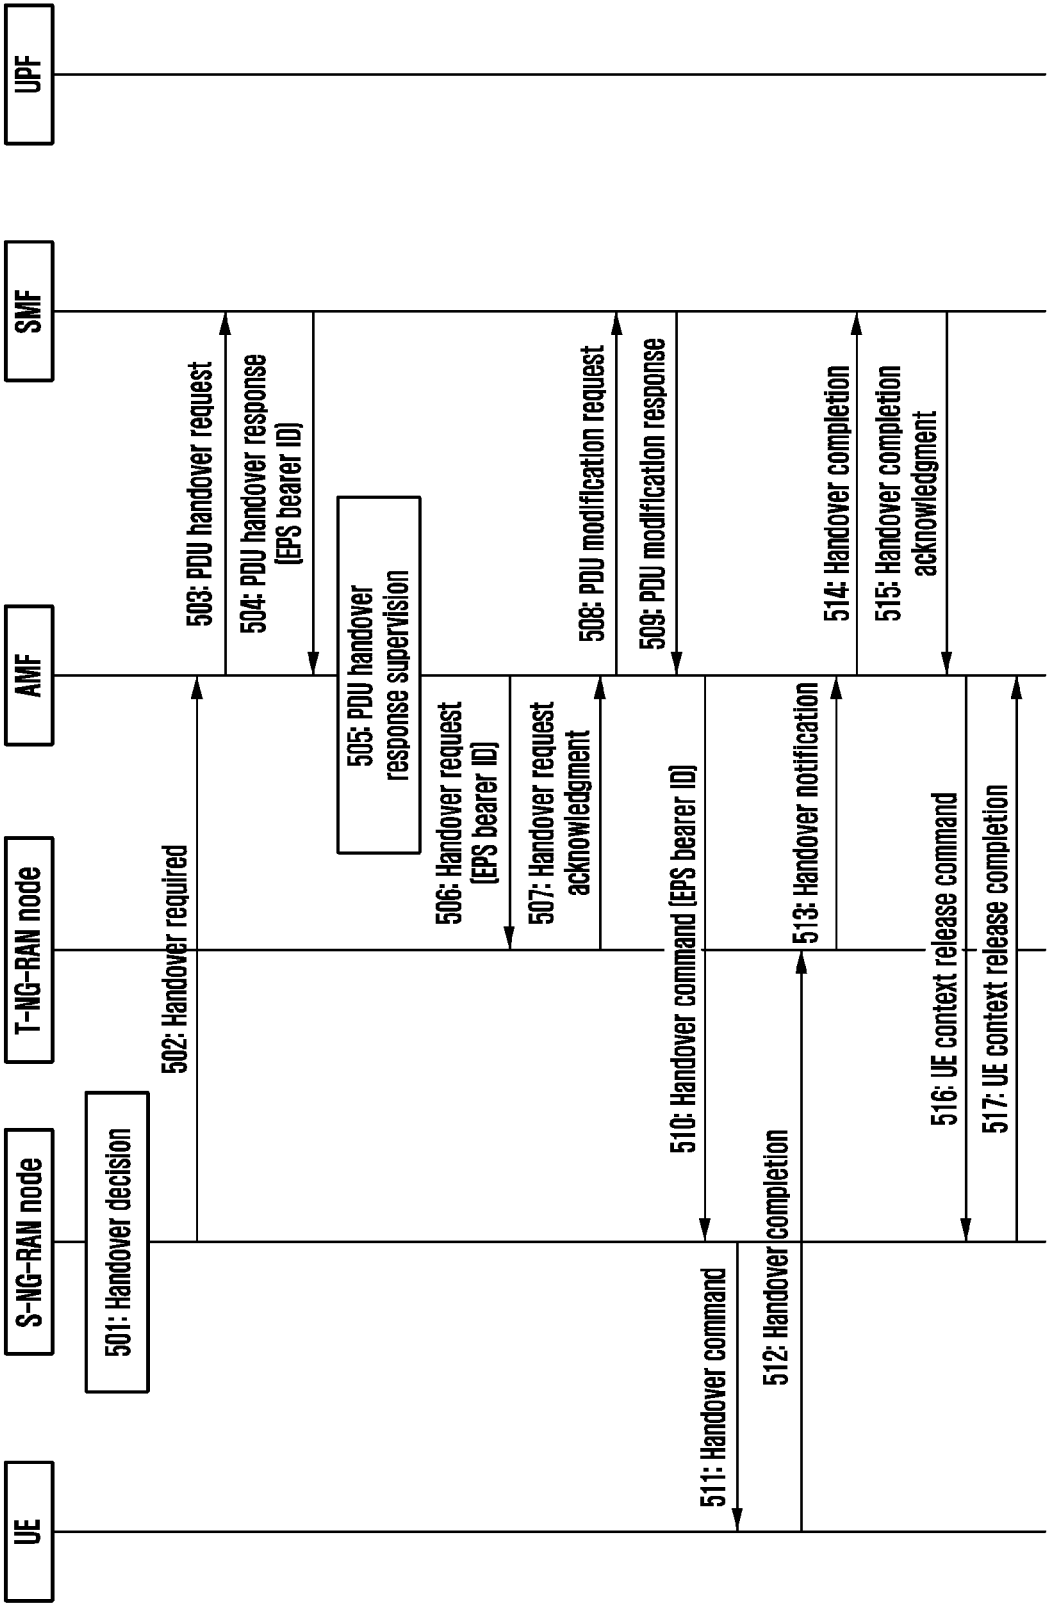 UE
S-NG-RAN node
T-NG-RAN node
AMF
SMF
UPF
501: Handover decision
502: Handover required
503: PDU handover request
504: PDU handover response
(EPS bearer ID)
505: PDU handover
response supervision
506: Handover request
(EPS bearer ID)
507: Handover request
acknowledgment
508: PDU modification request
509: PDU modification response
510: Handover command (EPS bearer ID)
511: Handover command
512: Handover completion
513: Handover notification
514: Handover completion
515: Handover completion
acknowledgment
516: UE context release command
517: UE context release completion